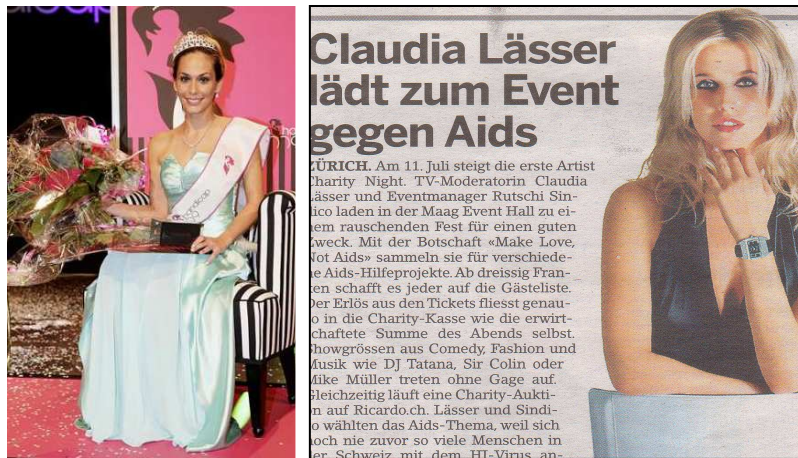 Claudia Lässer
lädt zum Event
gegen Aids
ZÜRICH. Am 11. Juli steigt die erste Artist
Charity Night. TV-Moderatorin Claudia
Lässer und Eventmanager Rutschi Sin-
dico laden in der Maag Event Hall zu ei-
nem rauschenden Fest für einen guten
Zweck. Mit der Botschaft «Make Love,
Not Aids» sammeln sie für verschiede-
ne Aids-Hilfeprojekte. Ab dreissig Fran-
ken schafft es jeder auf die Gästeliste.
Der Erlös aus den Tickets fliesst genau-
so in die Charity-Kasse wie die erwirt-
schaftete Summe des Abends selbst.
Showgrössen aus Comedy, Fashion und
Musik wie DJ Tatana, Sir Colin oder
Mike Müller treten ohne Gage auf.
Gleichzeitig läuft eine Charity-Aukti-
on auf Ricardo.ch. Lässer und Sindi-
o wählten das Aids-Thema, weil sich
noch nie zuvor so viele Menschen in
der Schweiz mit dem HI-Virus an-